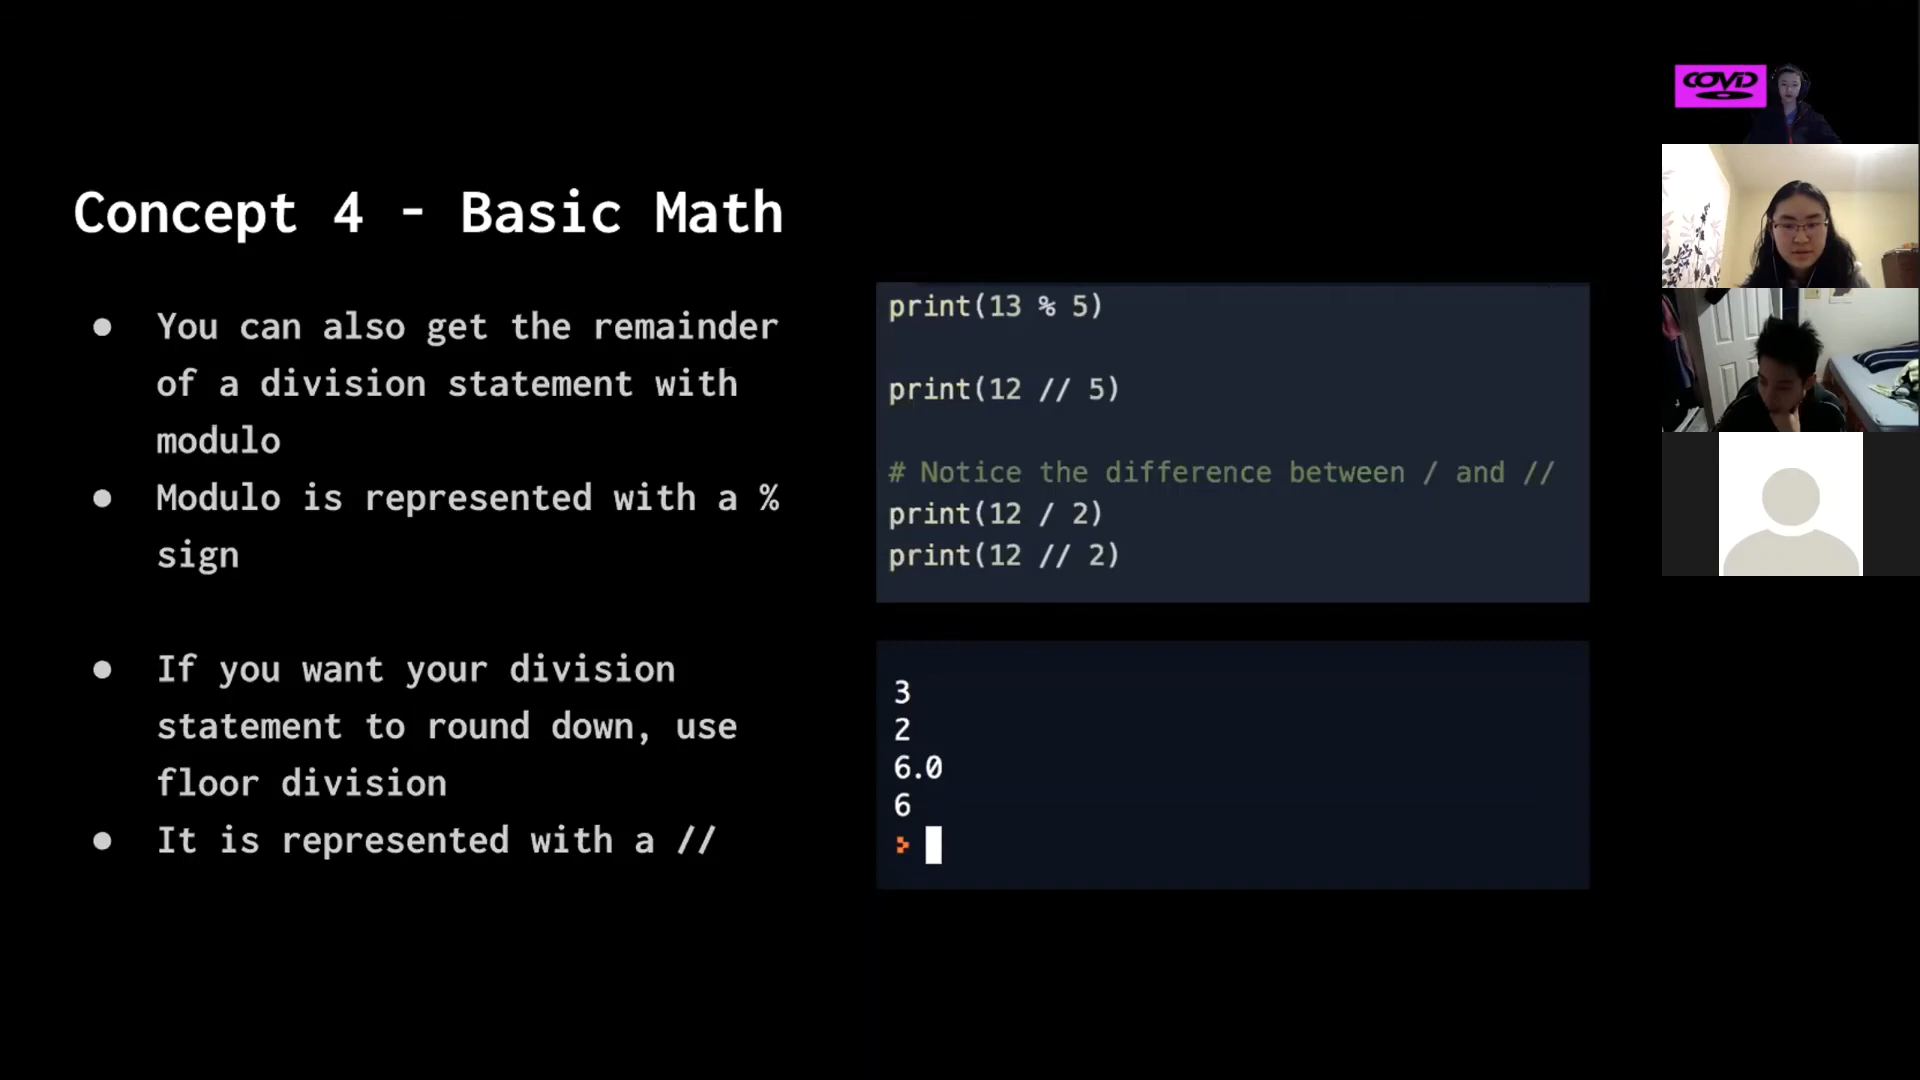 COVID
Concept 4 - Basic Math
● You can also get the remainder
of a division statement with
modulo
● Modulo is represented with a %
sign
● If you want your division
statement to round down, use
floor division
● It is represented with a //
print(13 % 5)
print(12 // 5)
# Notice the difference between / and //
print(12 / 2)
print(12 // 2)
3
2
6.0
6
>